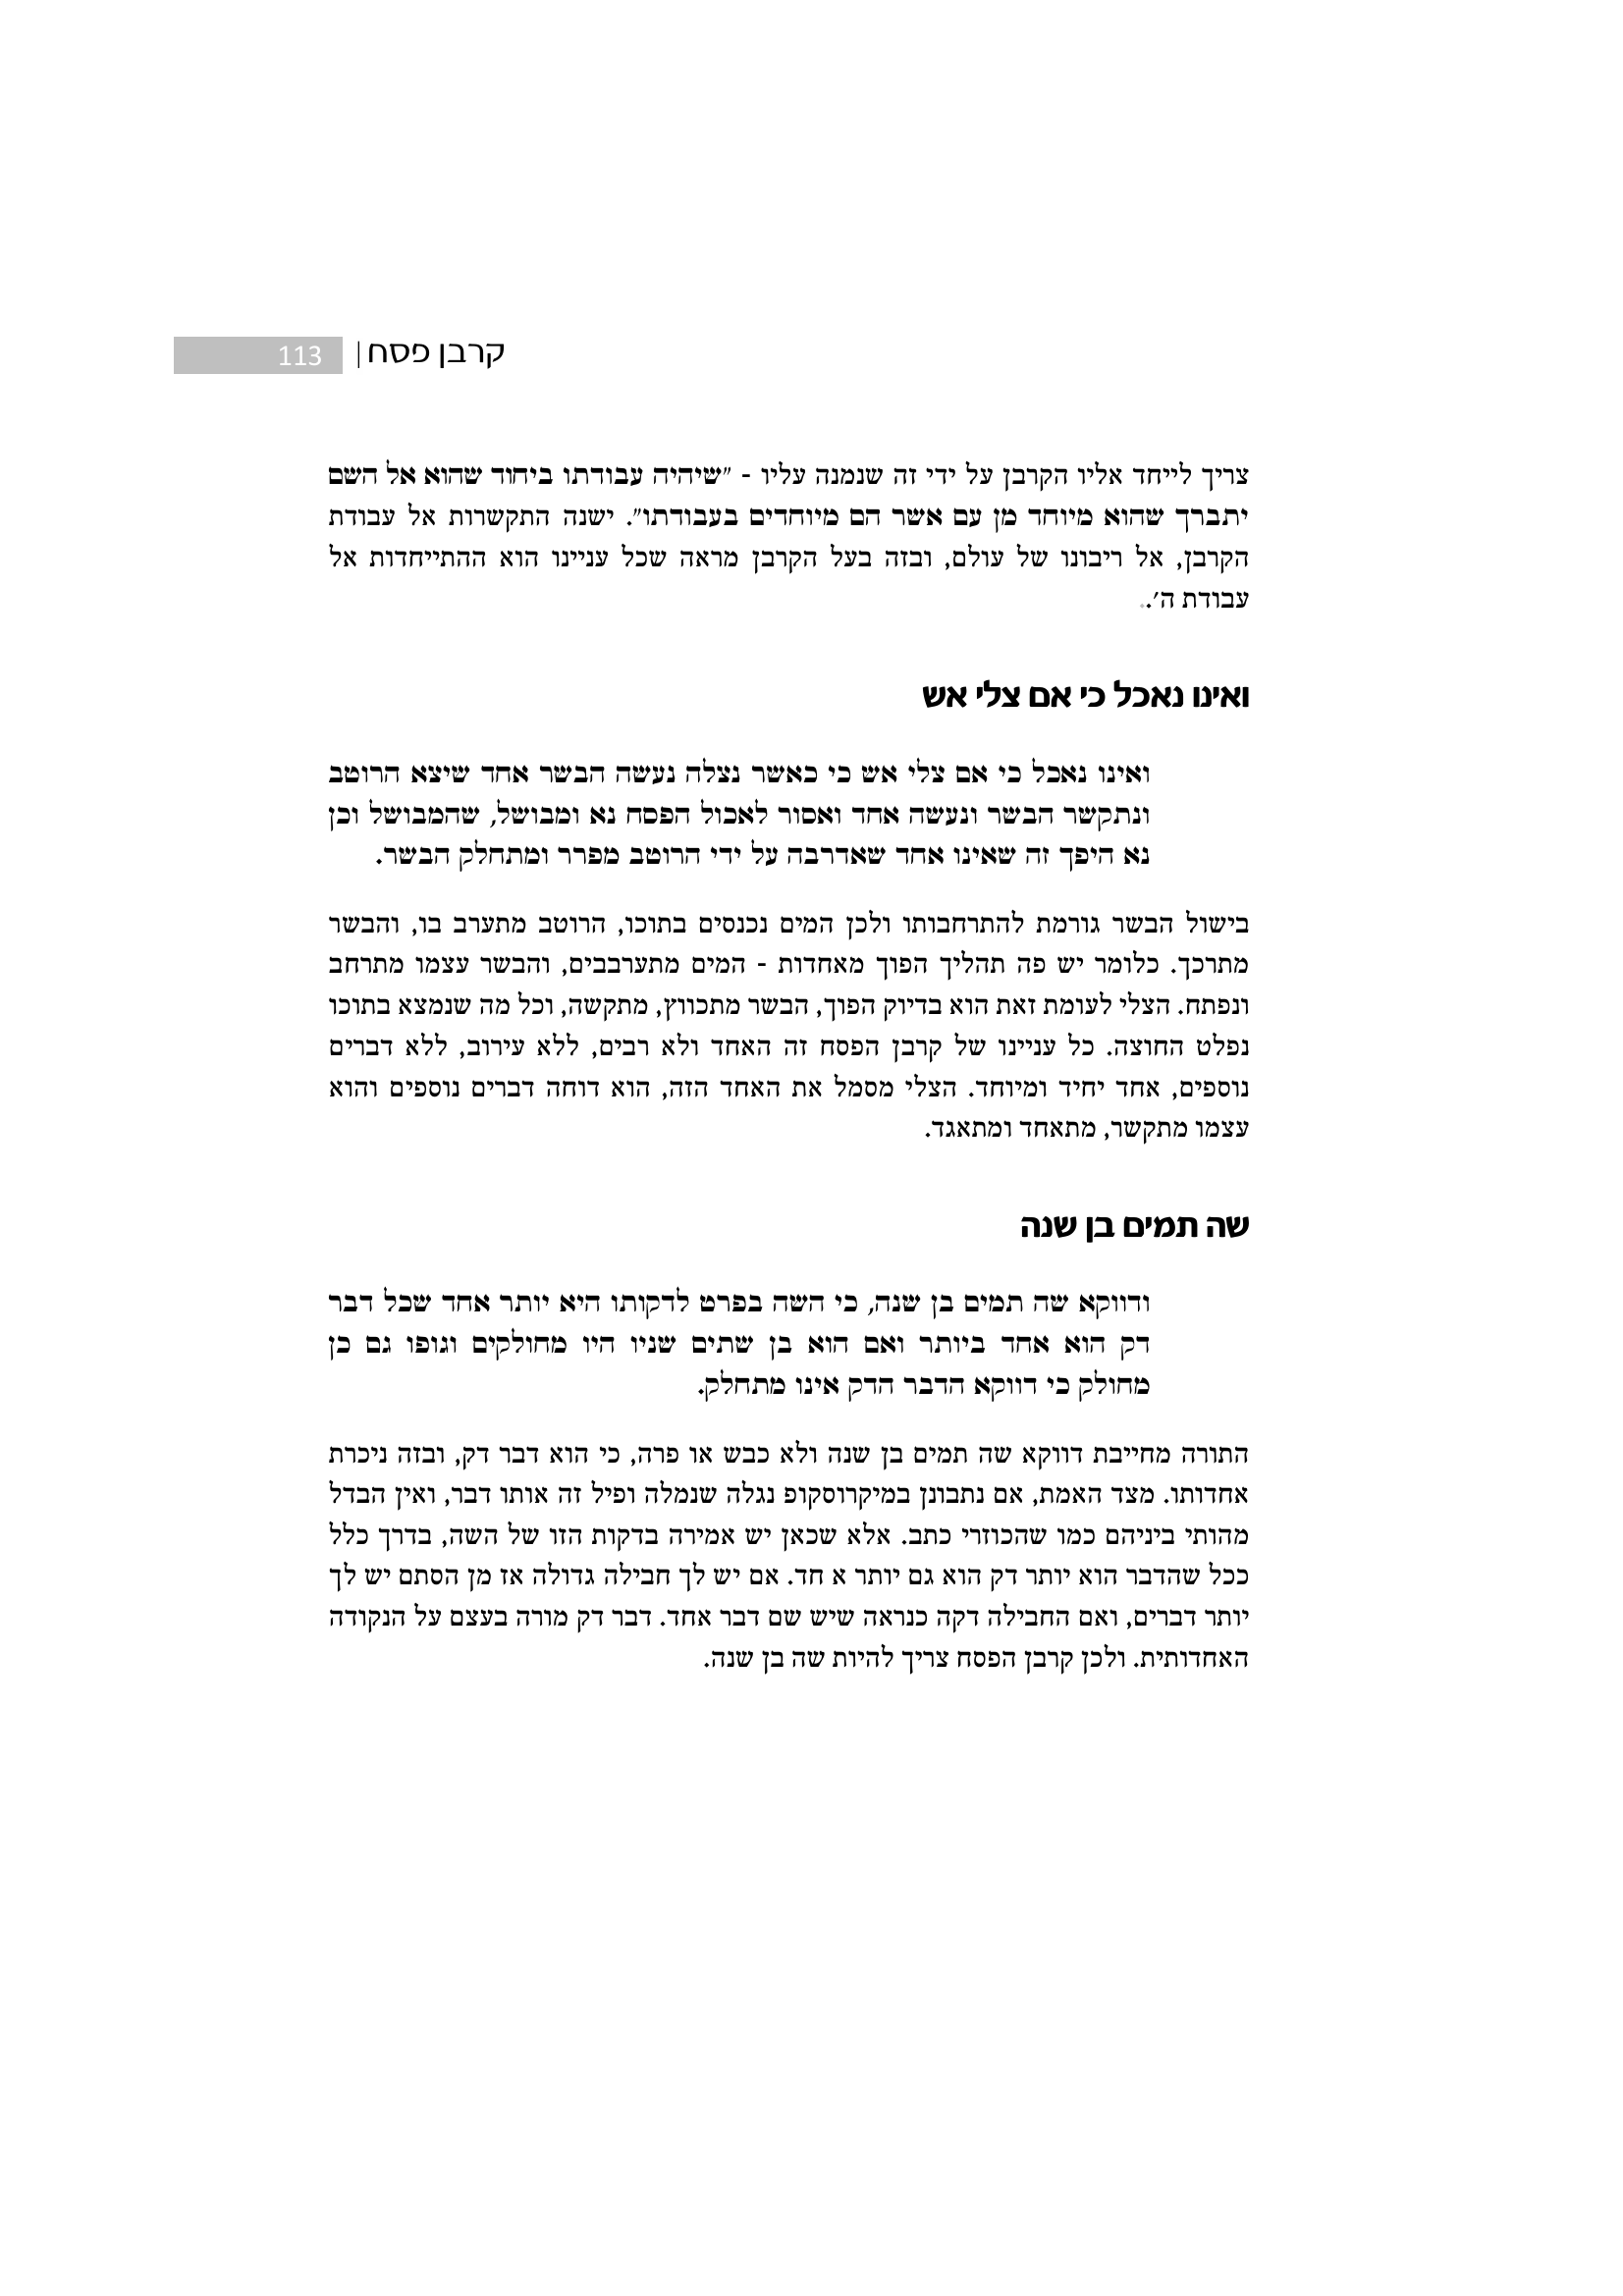 קרבן פסח | 113
צריך לייחד אליו הקרבן על ידי זה שנמנה עליו - "שיהיה עבודתו ביחוד שהוא אל השם
יתברך שהוא מיוחד מן עם אשר הם מיוחדים בעבודתו". ישנה התקשרות אל עבודת
הקרבן, אל ריבונו של עולם, ובזה בעל הקרבן מראה שכל עניינו הוא ההתייחדות אל
עבודת ה'..
ואינו נאכל כי אם צלי אש
ואינו נאכל כי אם צלי אש כי כאשר נצלה נעשה הבשר אחד שיצא הרוטב
ונתקשר הבשר ונעשה אחד ואסור לאכול הפסח נא ומבושל, שהמבושל וכן
נא היפך זה שאינו אחד שאדרבה על ידי הרוטב מפרר ומתחלק הבשר.
בישול הבשר גורמת להתרחבותו ולכן המים נכנסים בתוכו, הרוטב מתערב בו, והבשר
מתרכך. כלומר יש פה תהליך הפוך מאחדות - המים מתערבבים, והבשר עצמו מתרחב
ונפתח. הצלי לעומת זאת הוא בדיוק הפוך, הבשר מתכווץ, מתקשה, וכל מה שנמצא בתוכו
נפלט החוצה. כל עניינו של קרבן הפסח זה האחד ולא רבים, ללא עירוב, ללא דברים
נוספים, אחד יחיד ומיוחד. הצלי מסמל את האחד הזה, הוא דוחה דברים נוספים והוא
עצמו מתקשר, מתאחד ומתאגד.
שה תמים בן שנה
ודווקא שה תמים בן שנה, כי השה בפרט לדקותו היא יותר אחד שכל דבר
דק הוא אחד ביותר ואם הוא בן שתים שניו היו מחולקים וגופו גם כן
מחולק כי דווקא הדבר הדק אינו מתחלק.
התורה מחייבת דווקא שה תמים בן שנה ולא כבש או פרה, כי הוא דבר דק, ובזה ניכרת
אחדותו. מצד האמת, אם נתבונן במיקרוסקופ נגלה שנמלה ופיל זה אותו דבר, ואין הבדל
מהותי ביניהם כמו שהכוזרי כתב. אלא שכאן יש אמירה בדקות הזו של השה, בדרך כלל
ככל שהדבר הוא יותר דק הוא גם יותר א חד. אם יש לך חבילה גדולה אז מן הסתם יש לך
יותר דברים, ואם החבילה דקה כנראה שיש שם דבר אחד. דבר דק מורה בעצם על הנקודה
האחדותית. ולכן קרבן הפסח צריך להיות שה בן שנה.